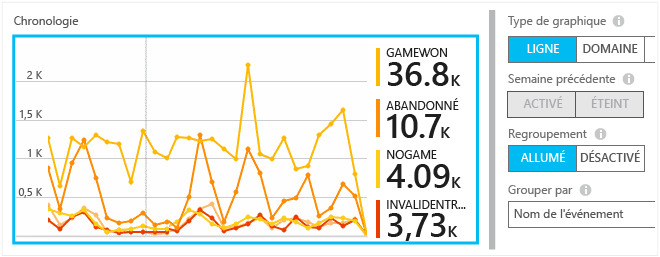 Chronologie
2 K
1,5 K
1 K
0,5 K
GAMEWON
36.8K
ABANDONNÉ
10.7K
NOGAME
4.09K
INVALIDENTR...
3,73K
Type de graphique
LIGNE DOMAINE
Semaine précédente
ACTIVÉ ÉTEINT
Regroupement
ALLUMÉ DÉSACTIVÉ
Grouper par
Nom de l'événement